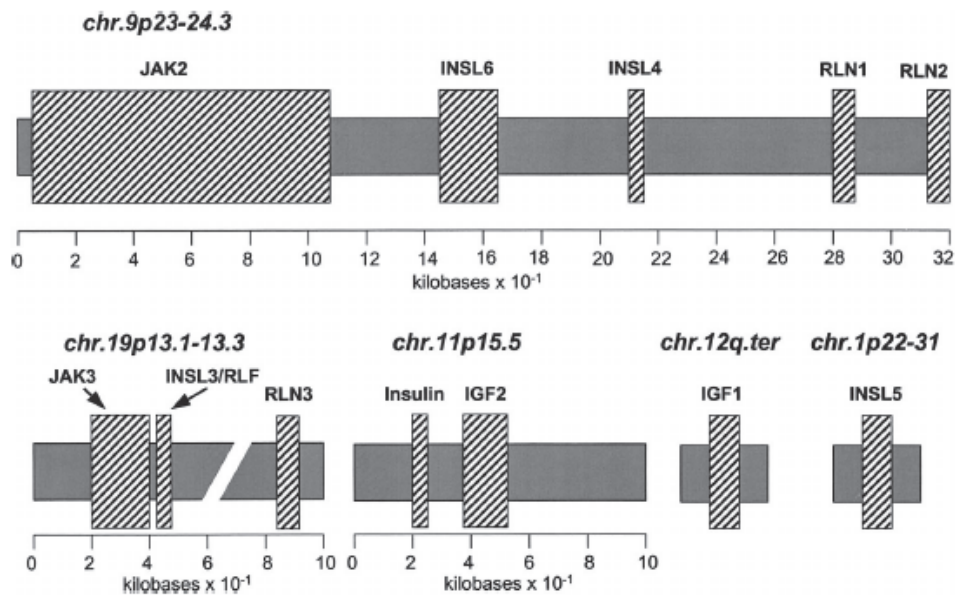 chr.9p23-24.3
JAK2 INSL6 INSL4 RLN1 RLN2
0 2 4 6 8 10 12 14 16 18 20 22 24 26 28 30 32
kilobases x 10⁻¹
chr.19p13.1-13.3 chr.11p15.5 chr.12q.ter chr.1p22-31
JAK3 INSL3/RLF RLN3 Insulin IGF2 IGF1 INSL5
0 2 4 6 8 10 0 2 4 6 8 10
kilobases x 10⁻¹ kilobases x 10⁻¹